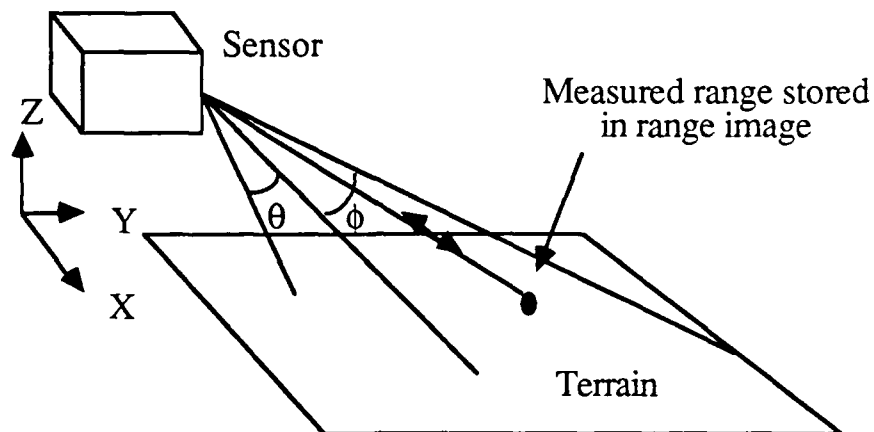 Sensor
Measured range stored
in range image
Z
θ
ϕ
Y
X
Terrain